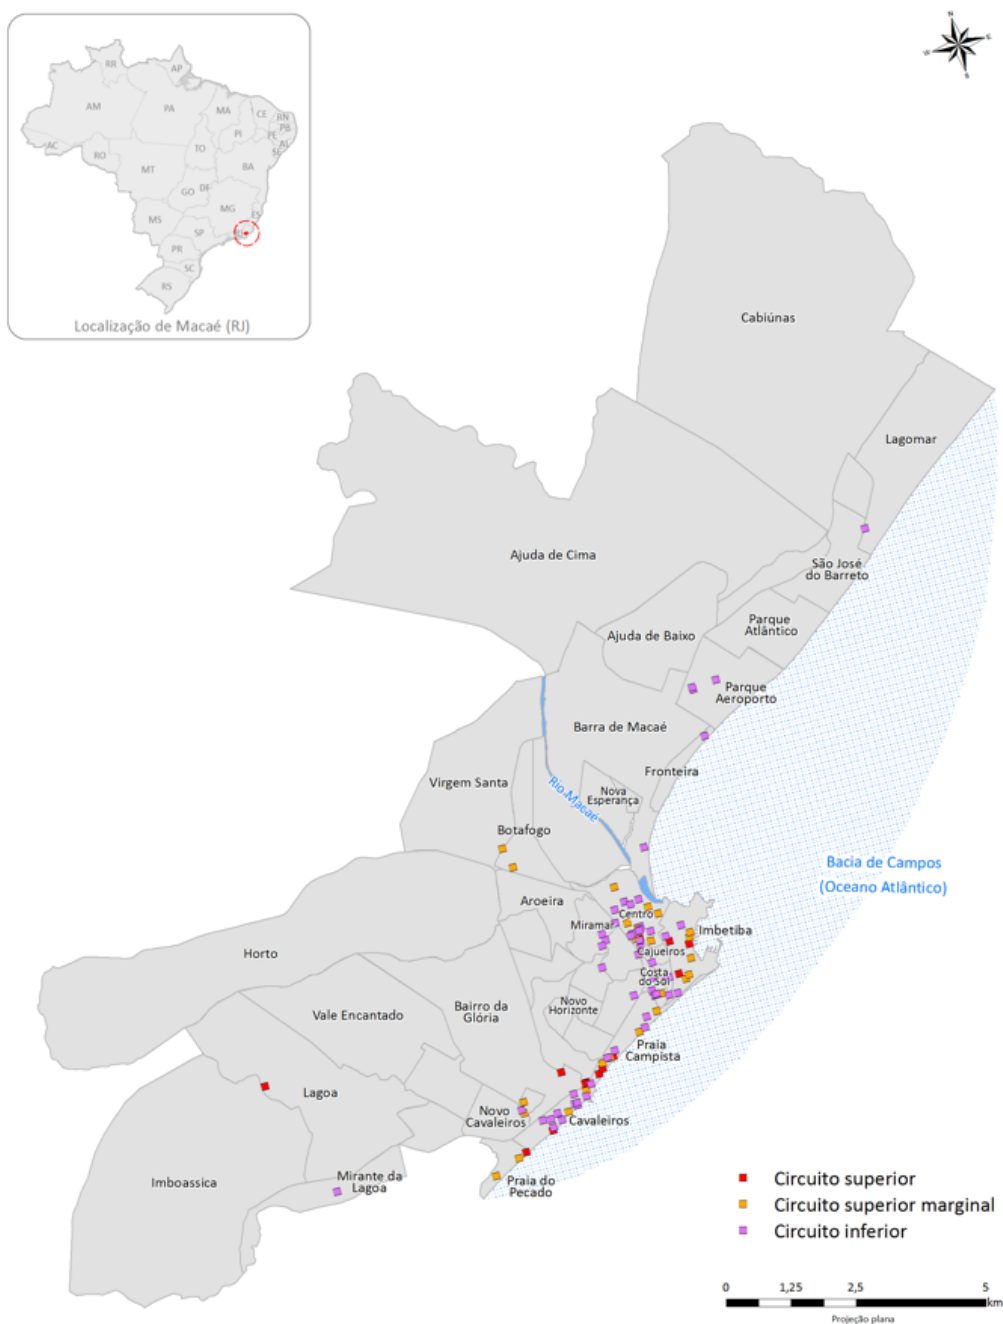 N
E
W
S
RR
AP
AM
PA
MA
CE
RN
PB
PI
PE
AL
SE
AC
TO
RO
BA
MT
GO
DF
MG
ES
MS
SP
RJ
PR
SC
RS
Localização de Macaé (RJ)
Cabiúnas
Lagomar
Ajuda de Cima
São José
do Barreto
Parque
Atlântico
Ajuda de Baixo
Parque
Aeroporto
Barra de Macaé
Fronteira
Virgem Santa
Nova
Esperança
Rio Macaé
Botafogo
Bacia de Campos
(Oceano Atlântico)
Aroeira
Centro
Miramar
Imbetiba
Cajueiros
Horto
Costa
do Sol
Novo
Horizonte
Bairro da
Glória
Vale Encantado
Praia
Campista
Lagoa
Novo
Cavaleiros
Cavaleiros
Imboassica
Mirante da
Lagoa
Praia do
Pecado
Circuito superior
Circuito superior marginal
Circuito inferior
0 1,25 2,5 5
km
Projeção plana